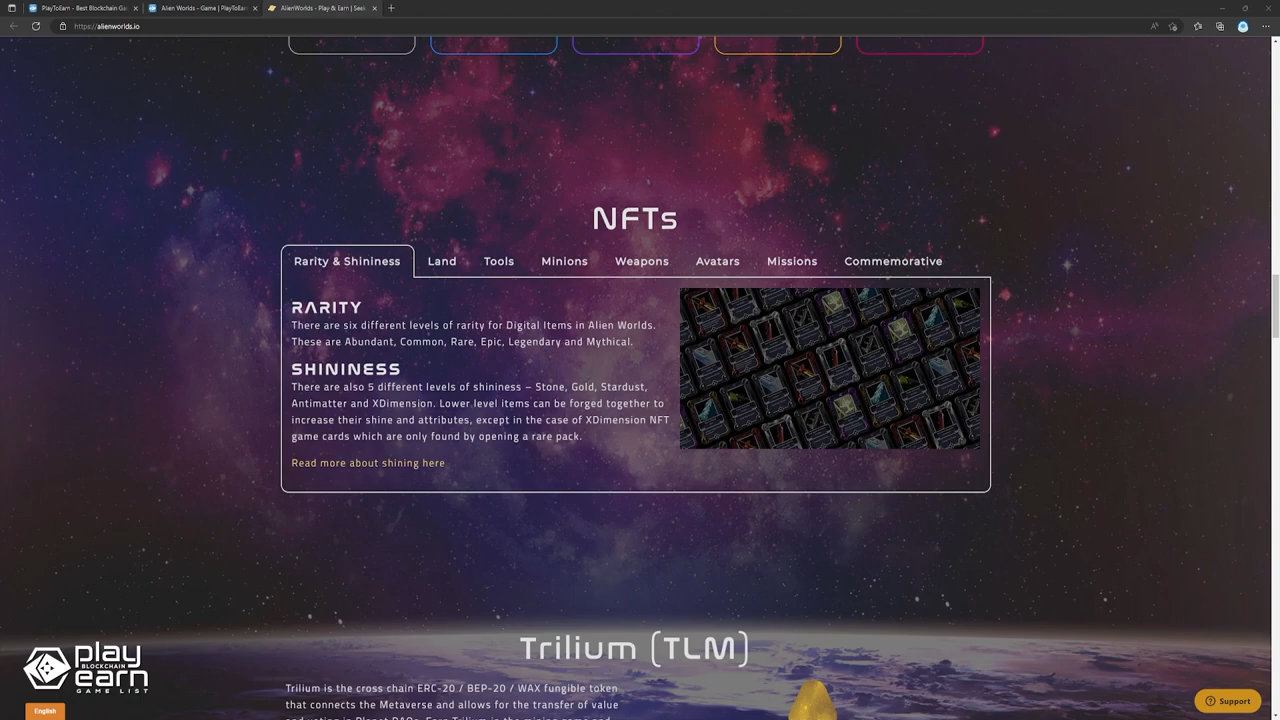 PlayToEarn - Best Blockchain Ga
Alien Worlds - Game | PlayToEarn
AlienWorlds - Play & Earn | Seek
https://alienworlds.io
NFTs
Rarity & Shininess
Land
Tools
Minions
Weapons
Avatars
Missions
Commemorative
RARITY
There are six different levels of rarity for Digital Items in Alien Worlds.
These are Abundant, Common, Rare, Epic, Legendary and Mythical.
SHININESS
There are also 5 different levels of shininess – Stone, Gold, Stardust,
Antimatter and XDimension. Lower level items can be forged together to
increase their shine and attributes, except in the case of XDimension NFT
game cards which are only found by opening a rare pack.
Read more about shining here
Trilium (TLM)
Trilium is the cross chain ERC-20 / BEP-20 / WAX fungible token
that connects the Metaverse and allows for the transfer of value
play
BLOCKCHAIN
earn
GAME LIST
English
Support